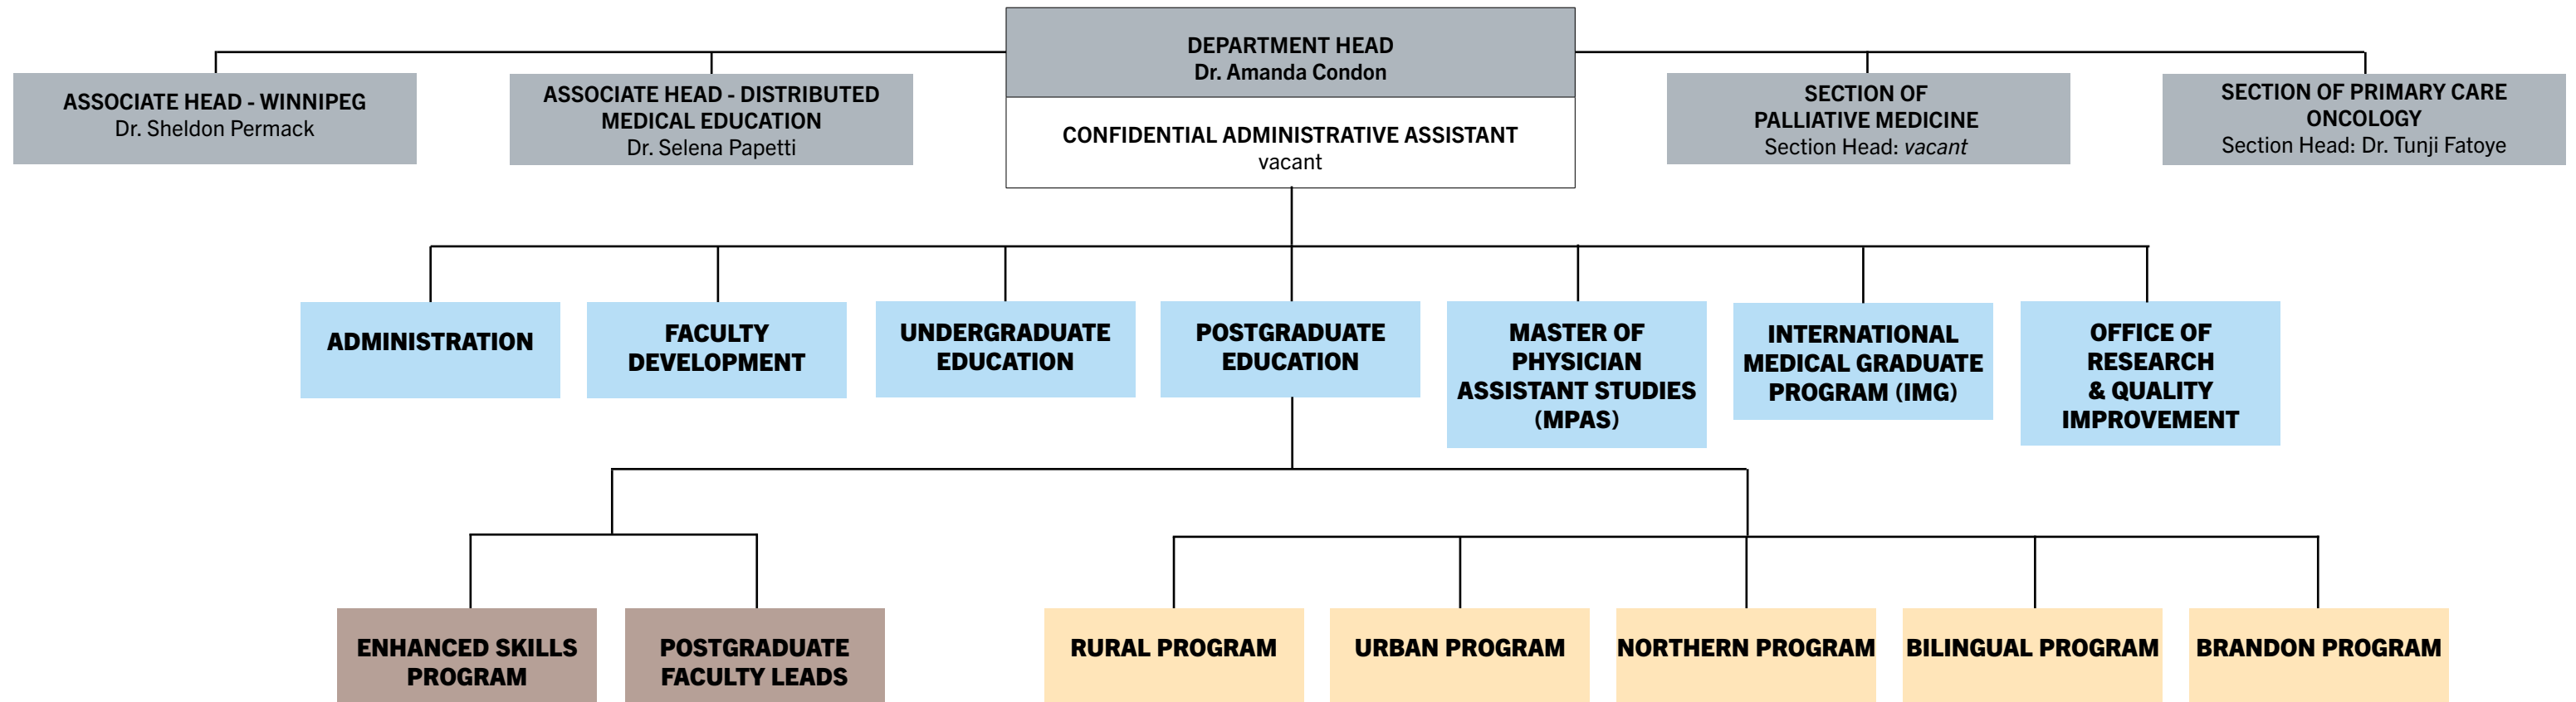 DEPARTMENT HEAD
Dr. Amanda Condon
CONFIDENTIAL ADMINISTRATIVE ASSISTANT
vacant
ASSOCIATE HEAD - WINNIPEG
Dr. Sheldon Permack
ASSOCIATE HEAD - DISTRIBUTED
MEDICAL EDUCATION
Dr. Selena Papetti
SECTION OF
PALLIATIVE MEDICINE
Section Head: vacant
SECTION OF PRIMARY CARE
ONCOLOGY
Section Head: Dr. Tunji Fatoye
ADMINISTRATION
FACULTY
DEVELOPMENT
UNDERGRADUATE
EDUCATION
POSTGRADUATE
EDUCATION
MASTER OF
PHYSICIAN
ASSISTANT STUDIES
(MPAS)
INTERNATIONAL
MEDICAL GRADUATE
PROGRAM (IMG)
OFFICE OF
RESEARCH
& QUALITY
IMPROVEMENT
ENHANCED SKILLS
PROGRAM
POSTGRADUATE
FACULTY LEADS
RURAL PROGRAM
URBAN PROGRAM
NORTHERN PROGRAM
BILINGUAL PROGRAM
BRANDON PROGRAM